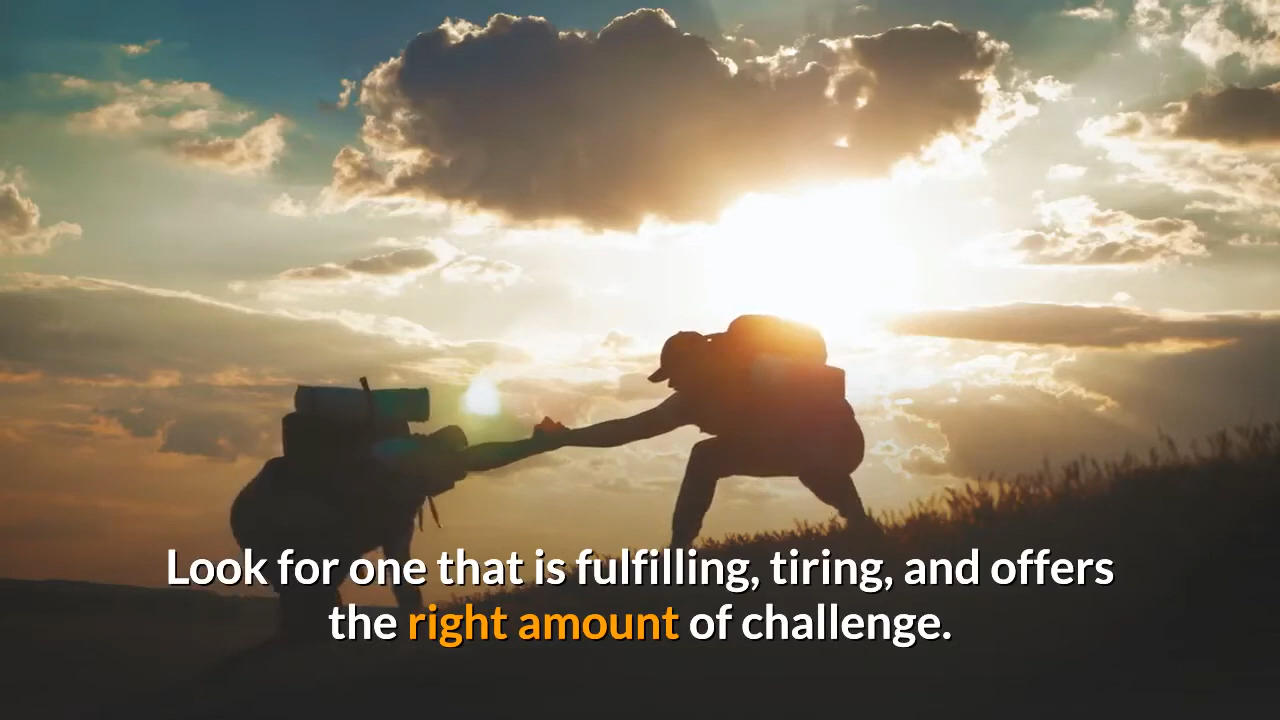 Look for one that is fulfilling, tiring, and offers
the right amount of challenge.